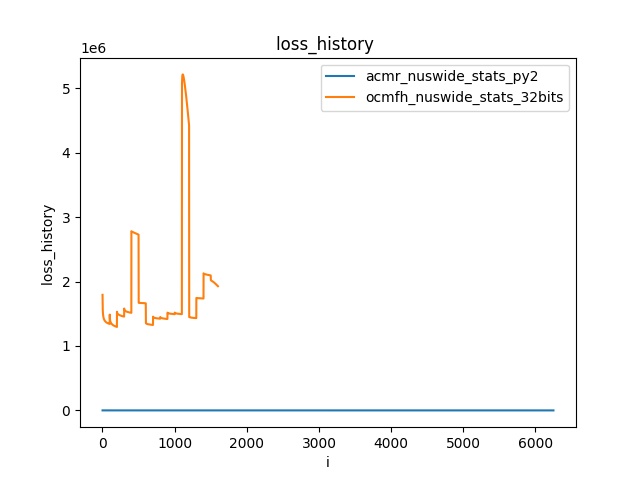 loss_history
1e6
acmr_nuswide_stats_py2
ocmfh_nuswide_stats_32bits
loss_history
5
4
3
2
1
0
0 1000 2000 3000 4000 5000 6000
i